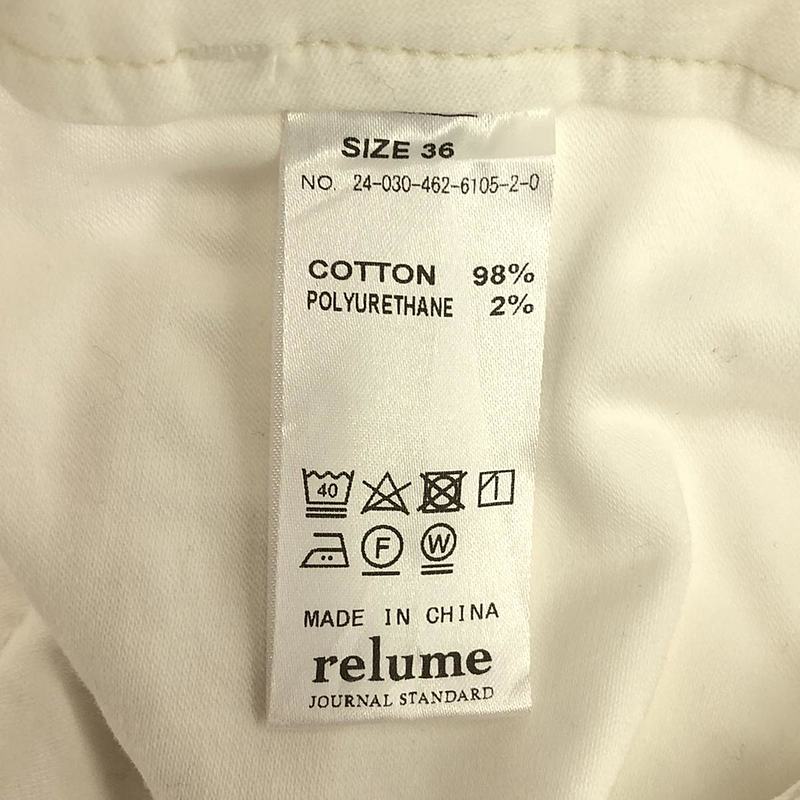 SIZE 36
NO. 24-030-462-6105-2-0
COTTON 98%
POLYURETHANE 2%
40
F W
MADE IN CHINA
relume
JOURNAL STANDARD